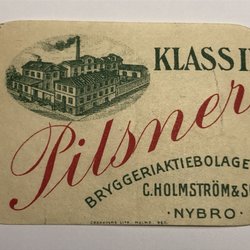 KLASS I
Pilsner
BRYGGERIAKTIEBOLAGE
C. HOLMSTRÖM & S
· NYBRO ·